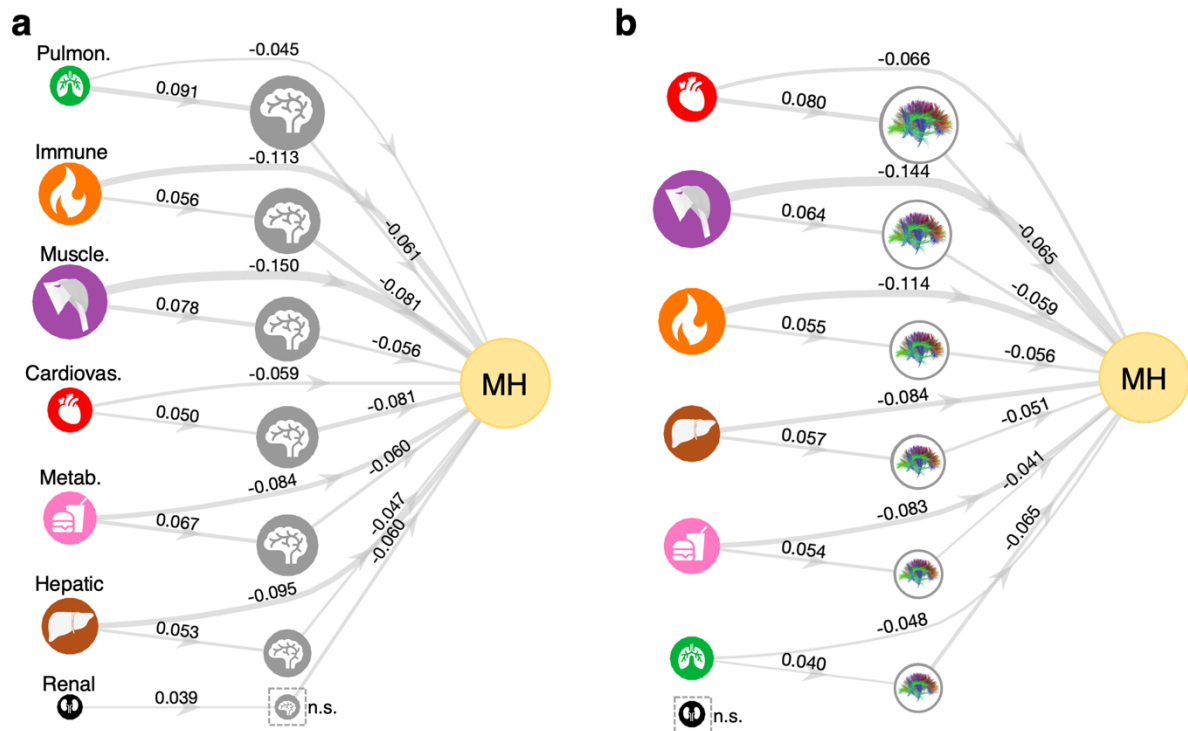 a
Pulmon.
-0.045
0.091
Immune
-0.113
0.056
-0.061
Muscle.
-0.150
0.078
-0.081
-0.056
Cardiovas.
-0.059
0.050
-0.081
MH
Metab.
-0.084
-0.060
0.067
-0.047
-0.060
Hepatic
-0.095
0.053
Renal
0.039
n.s.
b
-0.066
0.080
-0.144
0.064
-0.065
-0.114
0.055
-0.059
-0.056
MH
-0.084
0.057
-0.051
-0.041
-0.083
0.054
-0.065
-0.048
0.040
n.s.